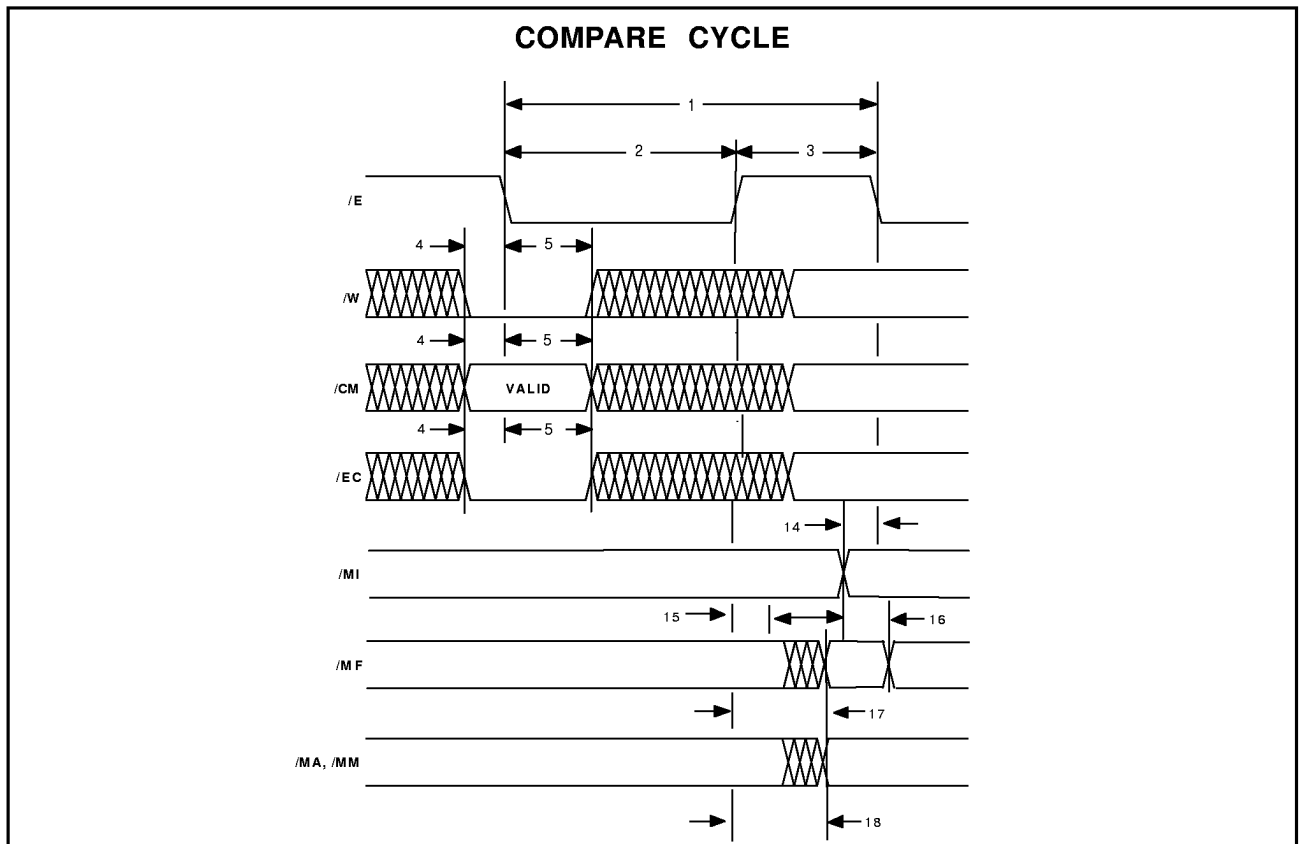 COMPARE CYCLE
1
2 3
/E
4 5
/W
4 5
/CM VALID
4 5
/EC
14
/MI
15 16
/MF
17
/MA, /MM
18